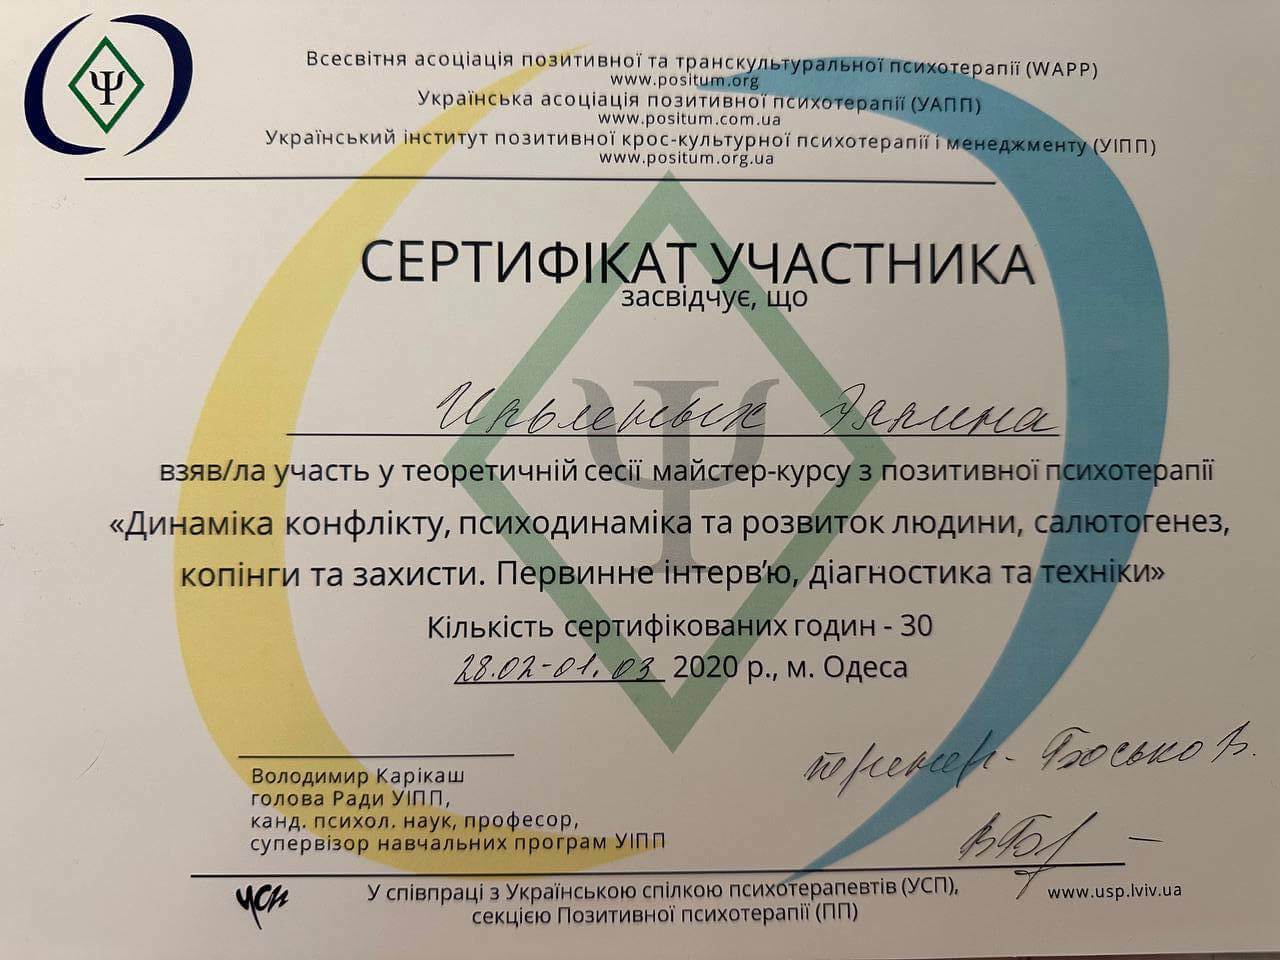 Ψ
Всесвітня асоціація позитивної та транскультуральної психотерапії (WAPP)
www.positum.org
Українська асоціація позитивної психотерапії (УАПП)
www.positum.com.ua
Український інститут позитивної крос-культурної психотерапії і менеджменту (УІПП)
www.positum.org.ua
СЕРТИФІКАТ УЧАСТНИКА
засвідчує, що
Ψ
взяв/ла участь у теоретичній сесії майстер-курсу з позитивної психотерапії
«Динаміка конфлікту, психодинаміка та розвиток людини, салютогенез,
копінги та захисти. Первинне інтерв’ю, діагностика та техніки»
Кількість сертифікованих годин - 30
28.02-01.03 2020 р., м. Одеса
тренер - Босько В.
Володимир Карікаш
голова Ради УІПП,
канд. психол. наук, професор,
супервізор навчальних програм УІПП
УСП
У співпраці з Українською спілкою психотерапевтів (УСП),
секцією Позитивної психотерапії (ПП)
www.usp.lviv.ua